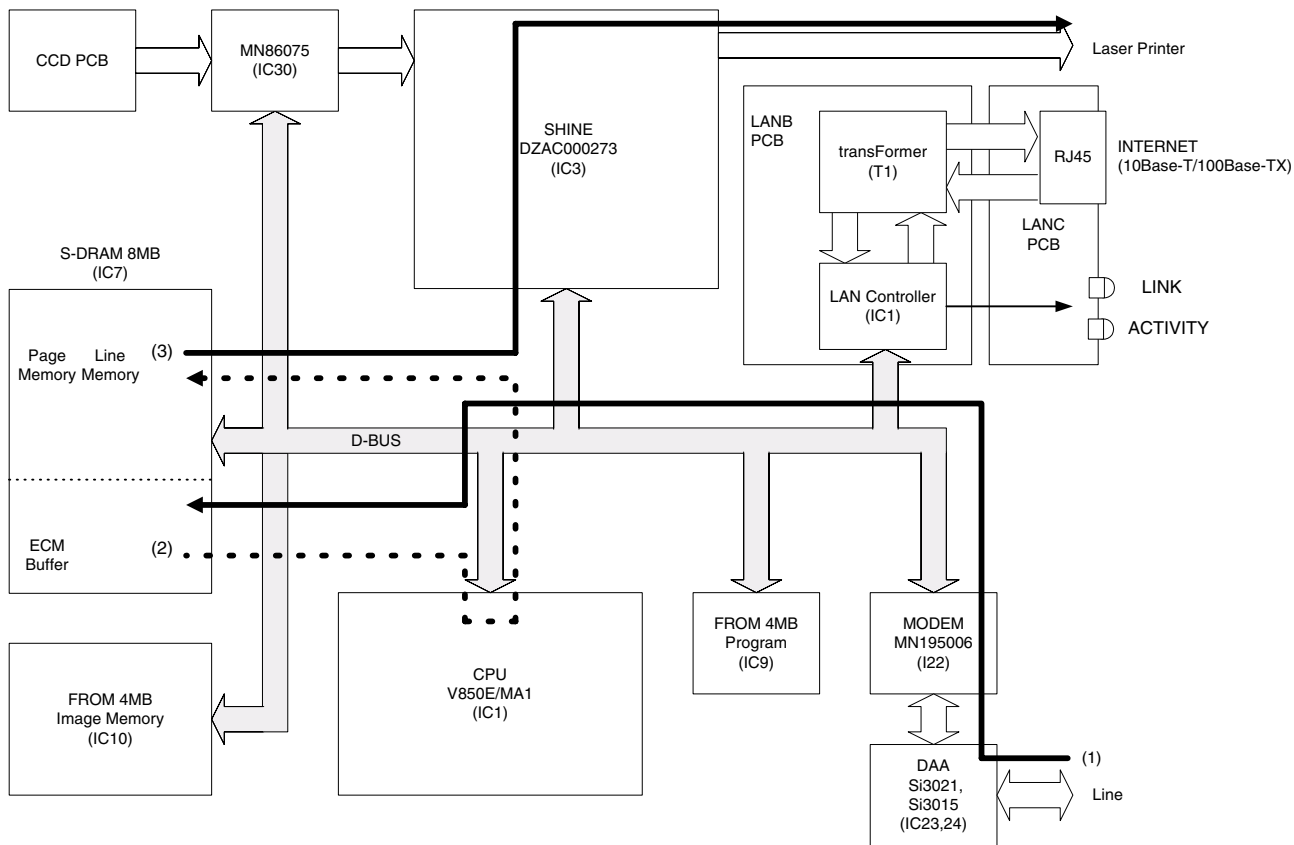 CCD PCB
MN86075
(IC30)
SHINE
DZAC000273
(IC3)
Laser Printer
LANB
PCB
transFormer
(T1)
RJ45
INTERNET
(10Base-T/100Base-TX)
LANC
PCB
LAN Controller
(IC1)
LINK
ACTIVITY
S-DRAM 8MB
(IC7)
Page
Memory
Line
Memory
(3)
D-BUS
ECM
Buffer
(2)
FROM 4MB
Image Memory
(IC10)
CPU
V850E/MA1
(IC1)
FROM 4MB
Program
(IC9)
MODEM
MN195006
(I22)
DAA
Si3021,
Si3015
(IC23,24)
(1)
Line